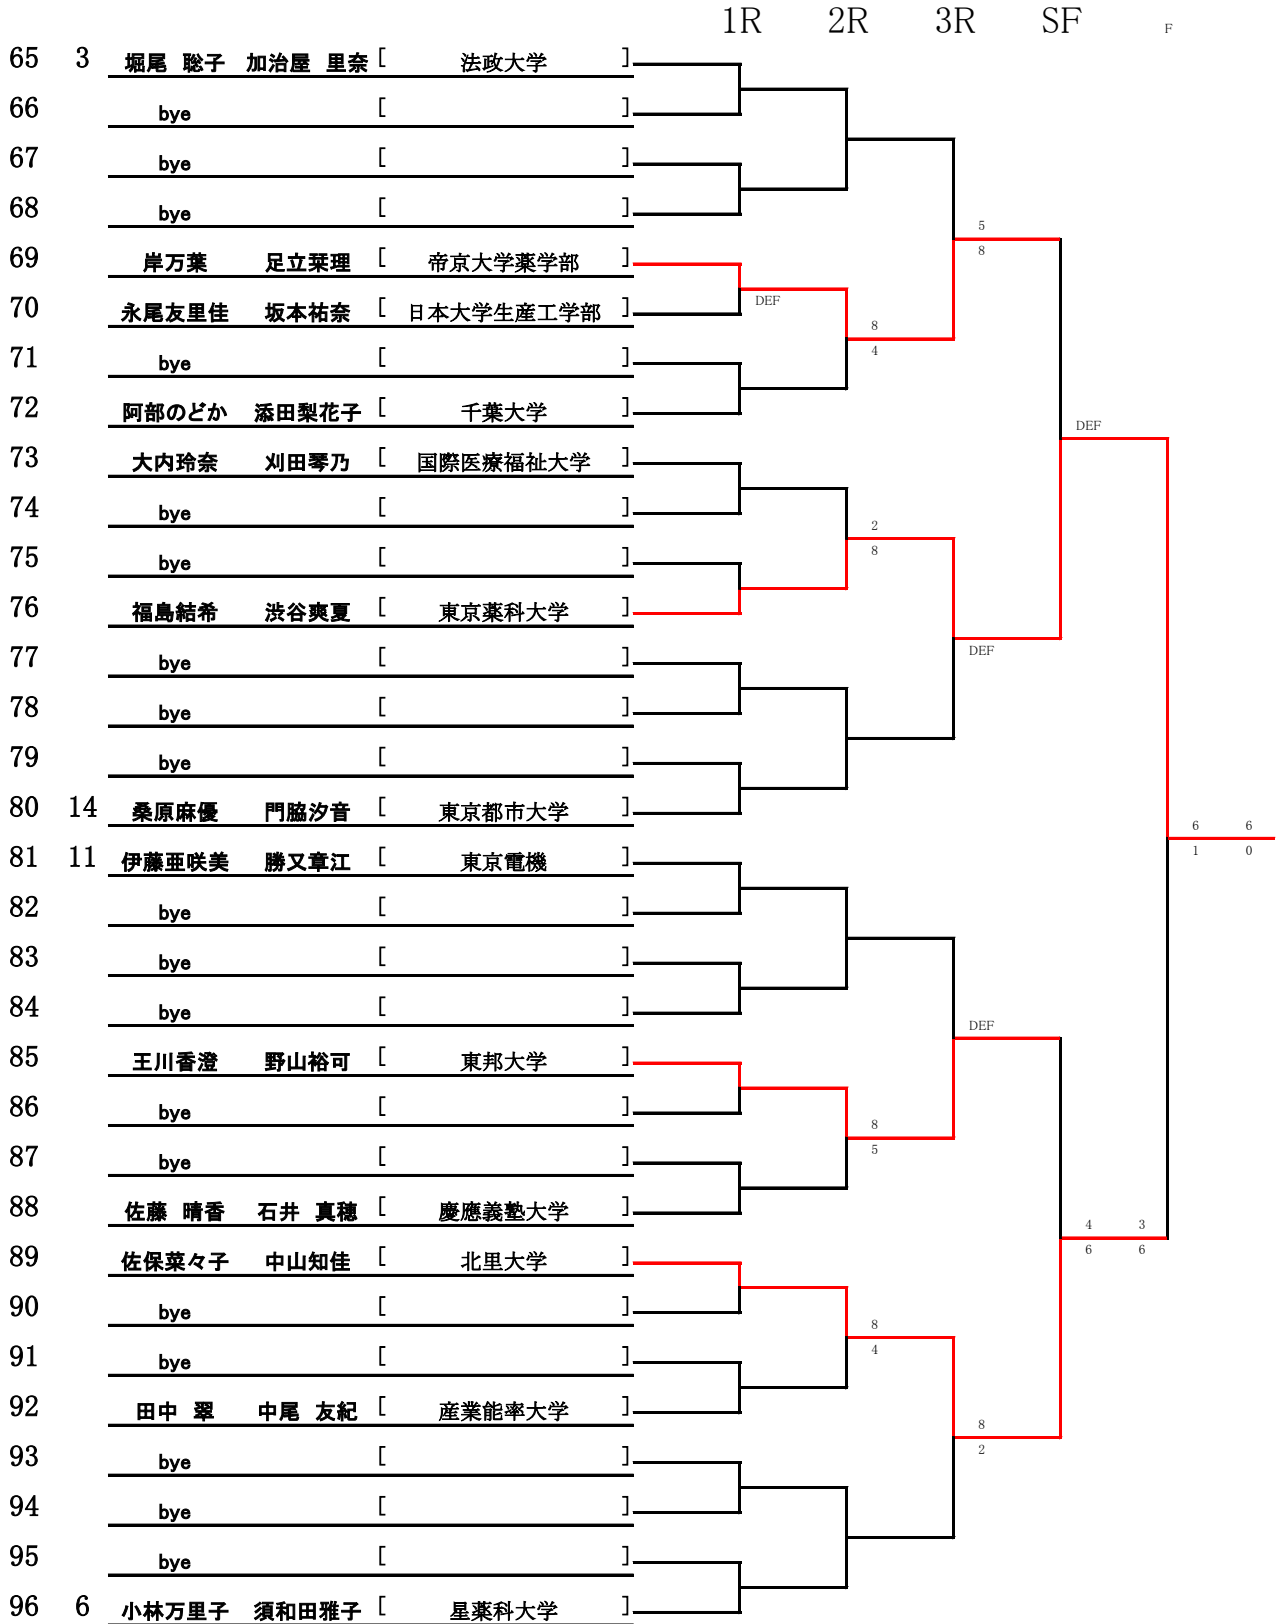 1R 2R 3R SF F
65 3 堀尾 聡子 加治屋 里奈 [ 法政大学 ]
66 bye [ ]
67 bye [ ]
68 bye [ ]
5
69 岸万葉 足立栞理 [ 帝京大学薬学部 ] 8
70 永尾友里佳 坂本祐奈 [ 日本大学生産工学部 ] DEF
8
71 bye [ ] 4
72 阿部のどか 添田梨花子 [ 千葉大学 ]
DEF
73 大内玲奈 刈田琴乃 [ 国際医療福祉大学 ]
74 bye [ ]
2
75 bye [ ] 8
76 福島結希 渋谷爽夏 [ 東京薬科大学 ]
77 bye [ ] DEF
78 bye [ ]
79 bye [ ]
80 14 桑原麻優 門脇汐音 [ 東京都市大学 ]
6 6
81 11 伊藤亜咲美 勝又章江 [ 東京電機 ] 1 0
82 bye [ ]
83 bye [ ]
84 bye [ ]
DEF
85 王川香澄 野山裕可 [ 東邦大学 ]
86 bye [ ]
8
87 bye [ ] 5
88 佐藤 晴香 石井 真穂 [ 慶應義塾大学 ]
4 3
89 佐保菜々子 中山知佳 [ 北里大学 ] 6 6
90 bye [ ]
8
91 bye [ ] 4
92 田中 翠 中尾 友紀 [ 産業能率大学 ]
8
93 bye [ ] 2
94 bye [ ]
95 bye [ ]
96 6 小林万里子 須和田雅子 [ 星薬科大学 ]